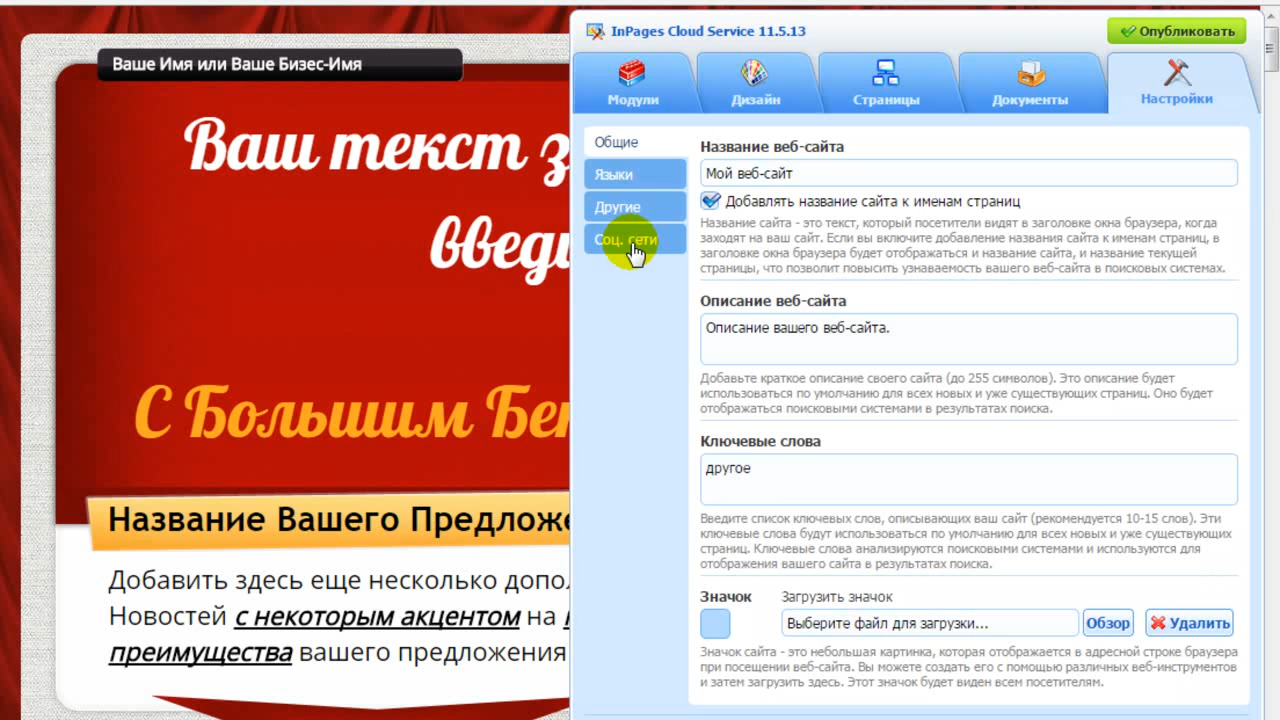 Ваше Имя или Ваше Бизес-Имя
Ваш текст з
введи
С Большим Бе
Название Вашего Предложе
Добавить здесь еще несколько допол
Новостей с некоторым акцентом на
преимущества вашего предложения
InPages Cloud Service 11.5.13
Опубликовать
Модули
Дизайн
Страницы
Документы
Настройки
Общие
Языки
Другие
Соц. сети
Название веб-сайта
Мой веб-сайт
Добавлять название сайта к именам страниц
Название сайта - это текст, который посетители видят в заголовке окна браузера, когда
заходят на ваш сайт. Если вы включите добавление названия сайта к именам страниц, в
заголовке окна браузера будет отображаться и название сайта, и название текущей
страницы, что позволит повысить узнаваемость вашего веб-сайта в поисковых системах.
Описание веб-сайта
Описание вашего веб-сайта.
Добавьте краткое описание своего сайта (до 255 символов). Это описание будет
использоваться по умолчанию для всех новых и уже существующих страниц. Оно будет
отображаться поисковыми системами в результатах поиска.
Ключевые слова
другое
Введите список ключевых слов, описывающих ваш сайт (рекомендуется 10-15 слов). Эти
ключевые слова будут использоваться по умолчанию для всех новых и уже существующих
страниц. Ключевые слова анализируются поисковыми системами и используются для
отображения вашего сайта в результатах поиска.
Значок
Загрузить значок
Выберите файл для загрузки...
Обзор
Удалить
Значок сайта - это небольшая картинка, которая отображается в адресной строке браузера
при посещении веб-сайта. Вы можете создать его с помощью различных веб-инструментов
и затем загрузить здесь. Этот значок будет виден всем посетителям.